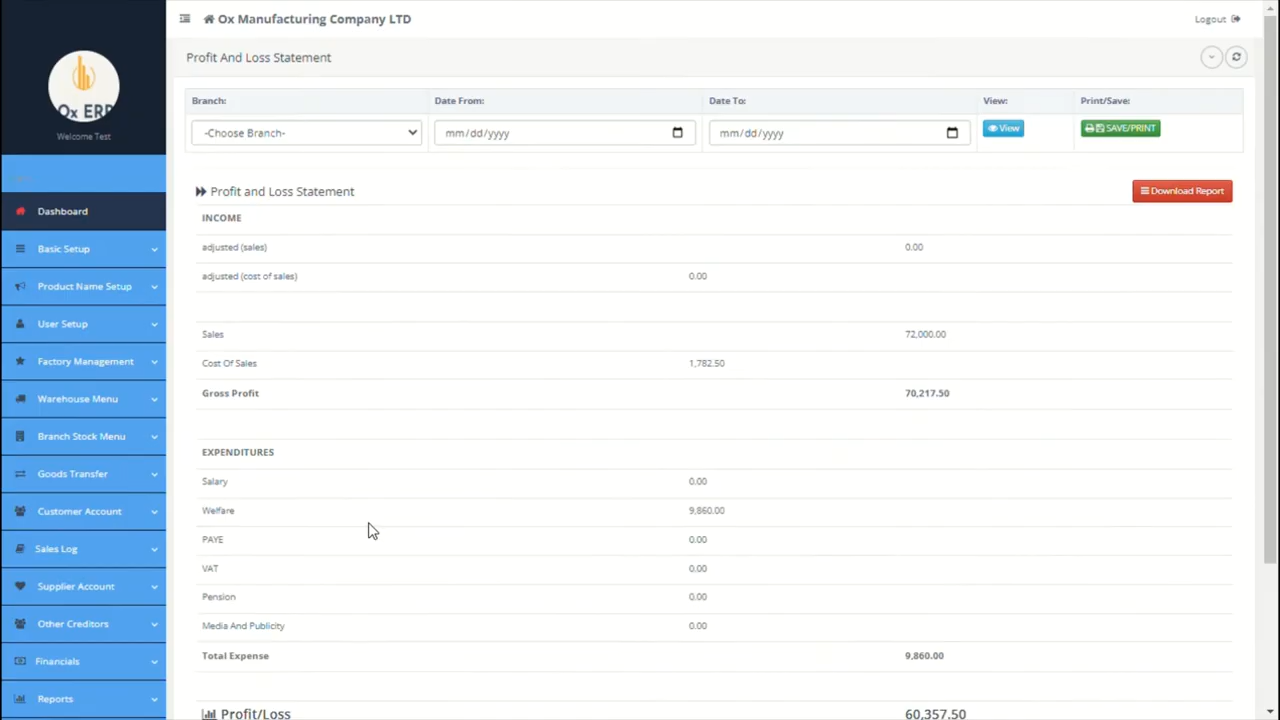 Ox Manufacturing Company LTD
Logout
Profit And Loss Statement
Ox ERP
Welcome Test
Branch: Date From: Date To: View: Print/Save:
-Choose Branch- mm/dd/yyyy mm/dd/yyyy View SAVE/PRINT
Profit and Loss Statement
Download Report
INCOME
adjusted (sales) 0.00
adjusted (cost of sales) 0.00
Sales 72,000.00
Cost Of Sales 1,782.50
Gross Profit 70,217.50
EXPENDITURES
Salary 0.00
Welfare 9,860.00
PAYE 0.00
VAT 0.00
Pension 0.00
Media And Publicity 0.00
Total Expense 9,860.00
Profit/Loss 60,357.50
Dashboard
Basic Setup
Product Name Setup
User Setup
Factory Management
Warehouse Menu
Branch Stock Menu
Goods Transfer
Customer Account
Sales Log
Supplier Account
Other Creditors
Financials
Reports